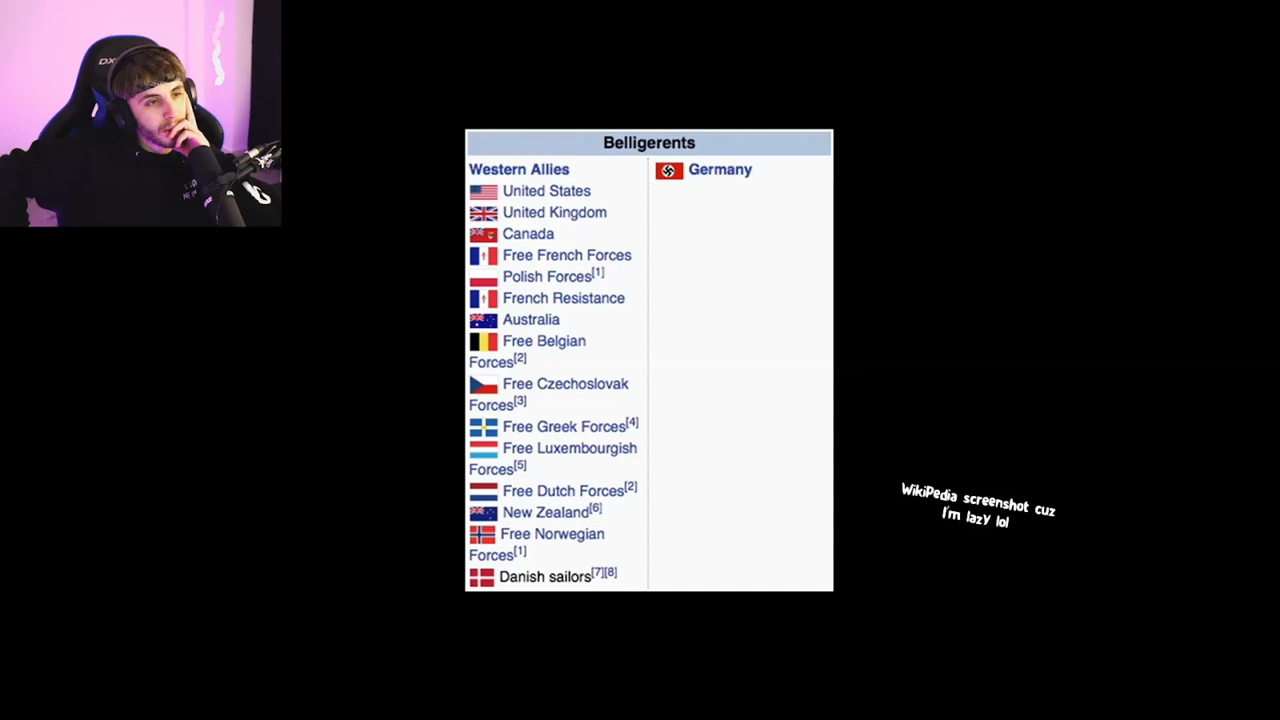 DX
Belligerents
Western Allies
Germany
United States
United Kingdom
Canada
Free French Forces
Polish Forces[1]
French Resistance
Australia
Free Belgian
Forces[2]
Free Czechoslovak
Forces[3]
Free Greek Forces[4]
Free Luxembourgish
Forces[5]
Free Dutch Forces[2]
New Zealand[6]
Free Norwegian
Forces[1]
Danish sailors[7][8]
WikiPedia screenshot cuz
I'm lazy lol